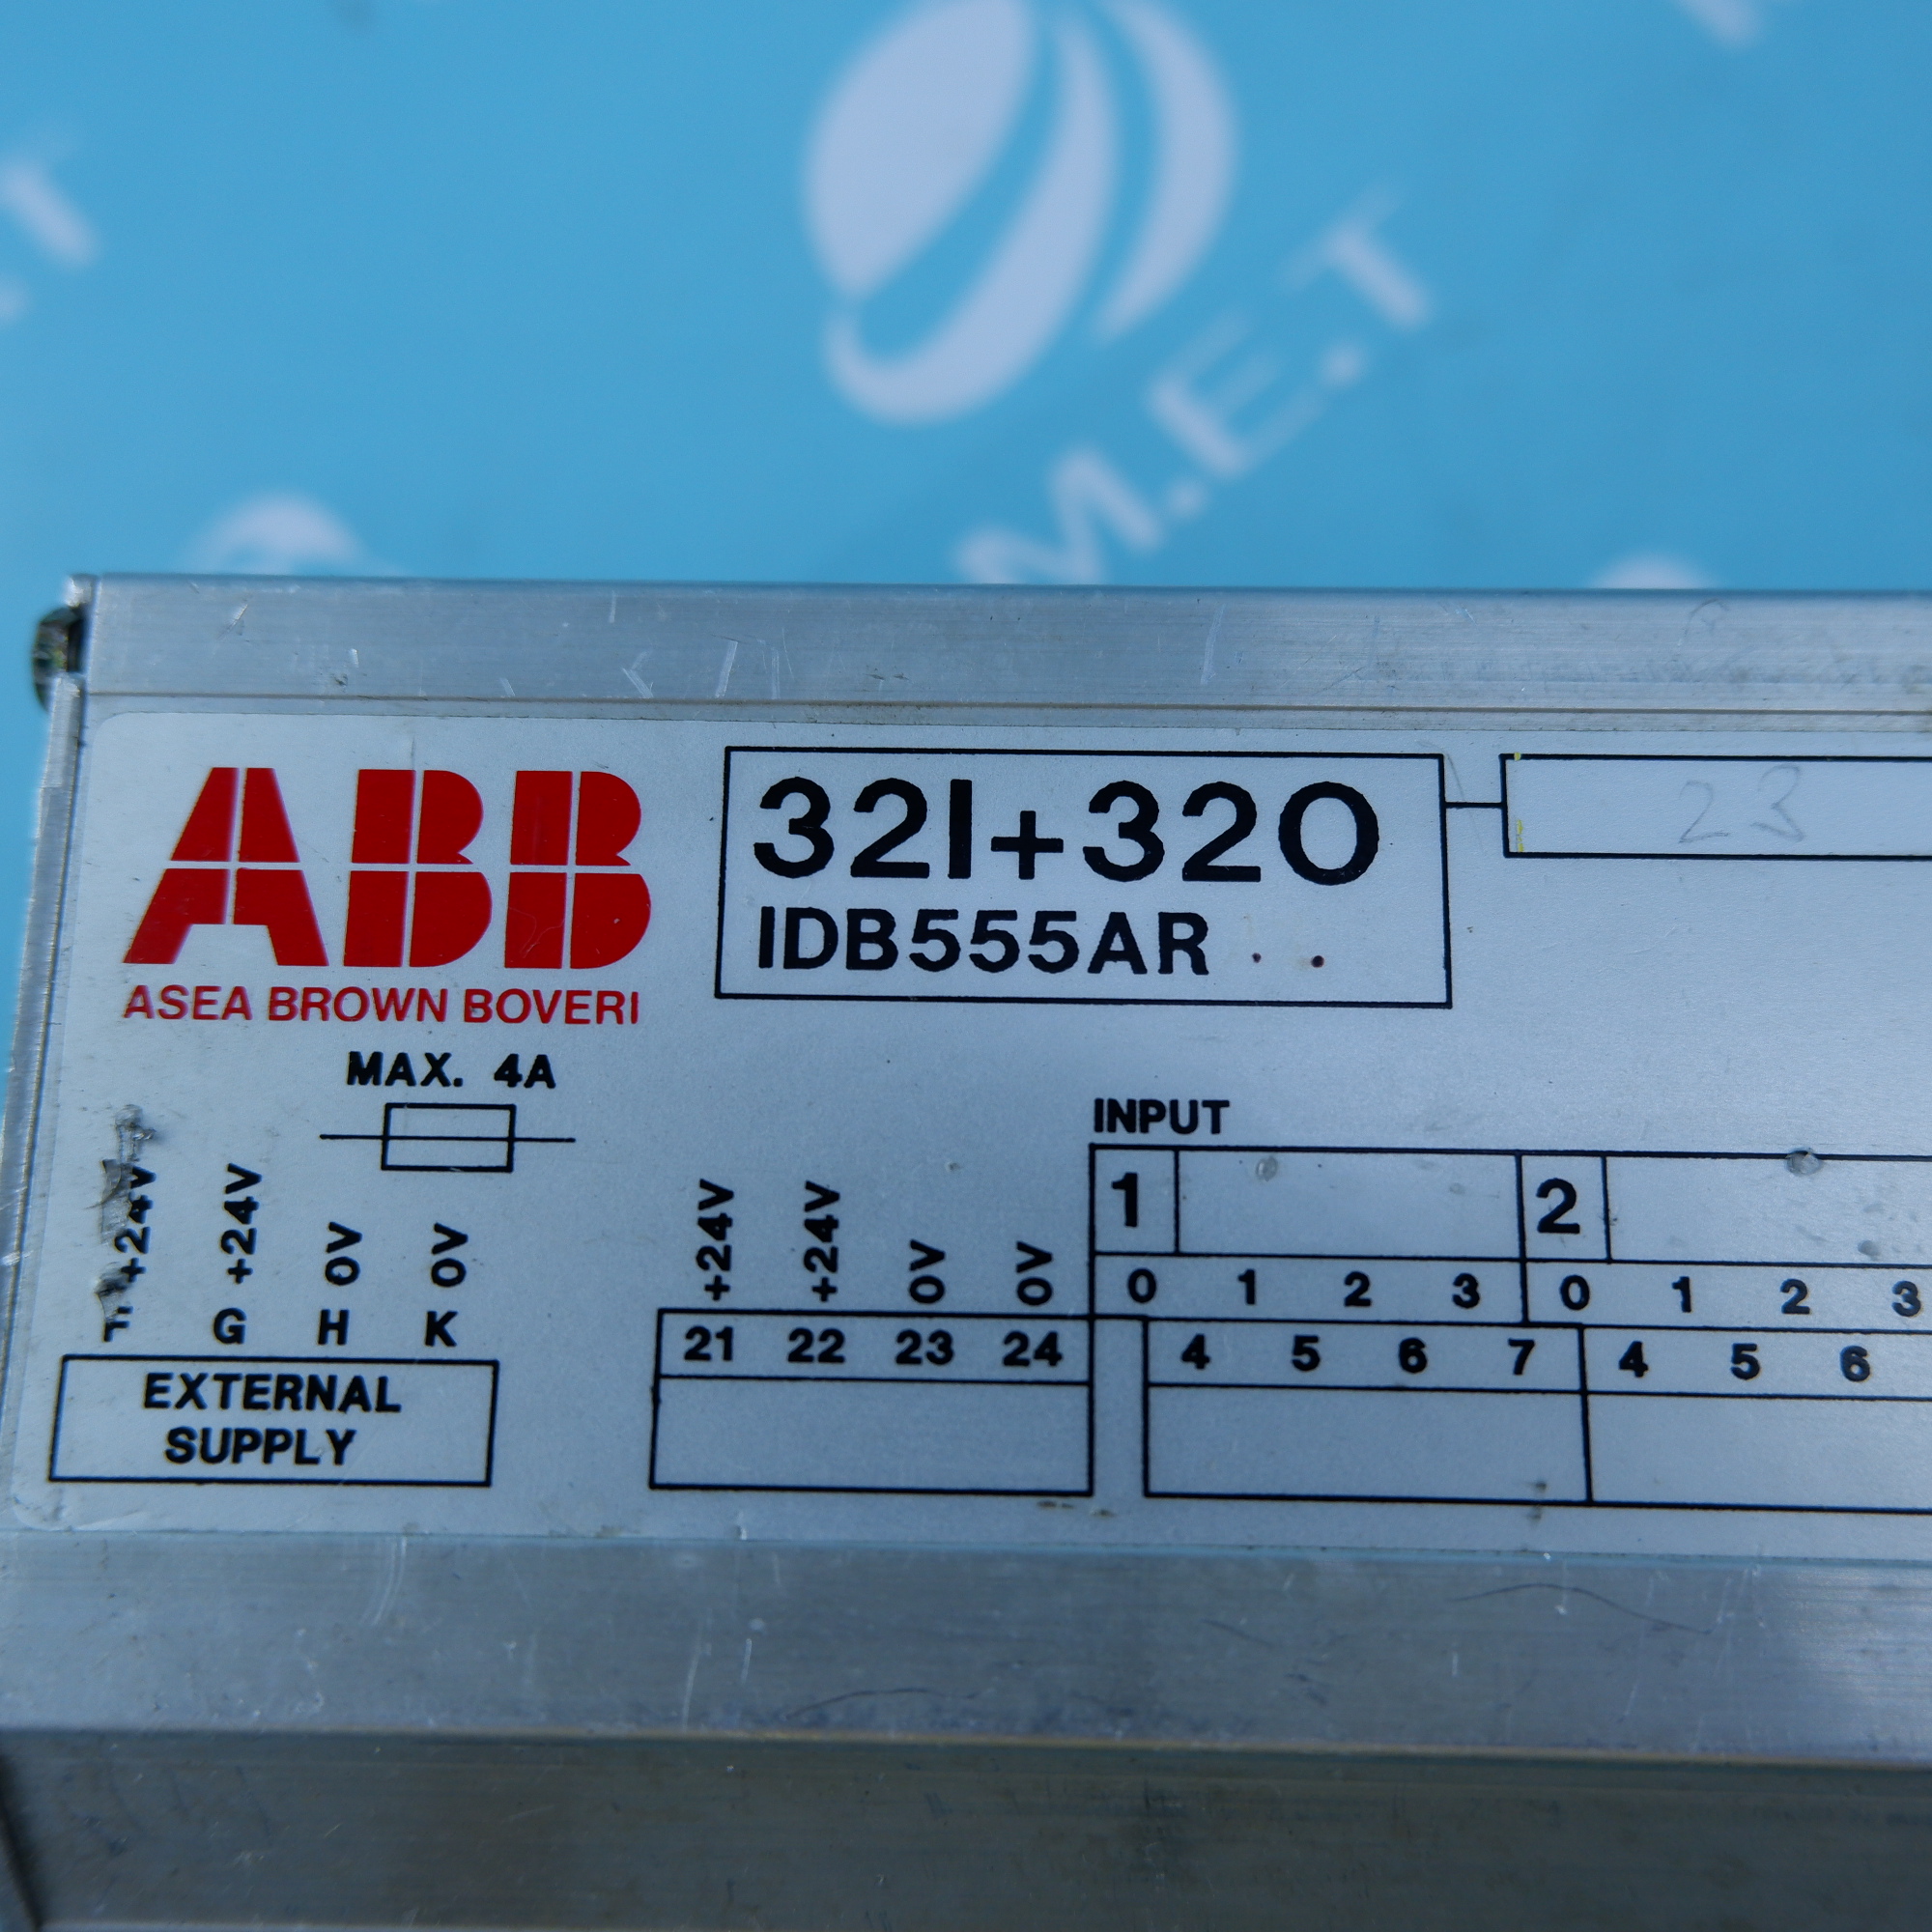 M.E.T
ABB
ASEA BROWN BOVERI
32I+32O
IDB555AR . .
23
MAX. 4A
+24V +24V 0V 0V
F G H K
EXTERNAL
SUPPLY
+24V +24V 0V 0V
21 22 23 24
INPUT
1 2
0 1 2 3 0 1 2 3
4 5 6 7 4 5 6